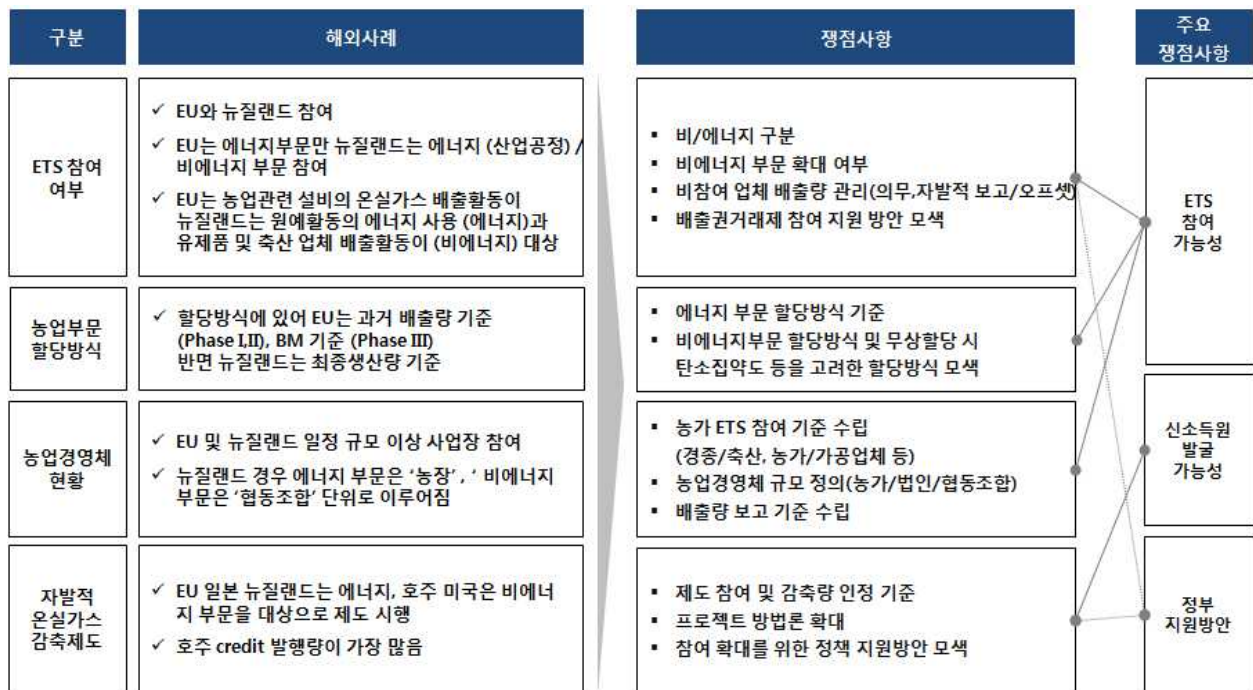 구분
해외사례
쟁점사항
주요
쟁점사항
ETS 참여
여부
✓ EU와 뉴질랜드 참여
✓ EU는 에너지부문만 뉴질랜드는 에너지 (산업공정) /
비에너지 부문 참여
✓ EU는 농업관련 설비의 온실가스 배출활동이
뉴질랜드는 원예활동의 에너지 사용 (에너지)과
유제품 및 축산 업체 배출활동이 (비에너지) 대상
▪ 비/에너지 구분
▪ 비에너지 부문 확대 여부
▪ 비참여 업체 배출량 관리(의무,자발적 보고/오프셋)
▪ 배출권거래제 참여 지원 방안 모색
ETS
참여
가능성
농업부문
할당방식
✓ 할당방식에 있어 EU는 과거 배출량 기준
(Phase I,II), BM 기준 (Phase III)
반면 뉴질랜드는 최종생산량 기준
▪ 에너지 부문 할당방식 기준
▪ 비에너지부문 할당방식 및 무상할당 시
탄소집약도 등을 고려한 할당방식 모색
농업경영체
현황
✓ EU 및 뉴질랜드 일정 규모 이상 사업장 참여
✓ 뉴질랜드 경우 에너지 부문은 ‘농장’ , ‘ 비에너지
부문은 ‘협동조합’ 단위로 이루어짐
▪ 농가 ETS 참여 기준 수립
(경종/축산, 농가/가공업체 등)
▪ 농업경영체 규모 정의(농가/법인/협동조합)
▪ 배출량 보고 기준 수립
신소득원
발굴
가능성
자발적
온실가스
감축제도
✓ EU 일본 뉴질랜드는 에너지, 호주 미국은 비에너
지 부문을 대상으로 제도 시행
✓ 호주 credit 발행량이 가장 많음
▪ 제도 참여 및 감축량 인정 기준
▪ 프로젝트 방법론 확대
▪ 참여 확대를 위한 정책 지원방안 모색
정부
지원방안